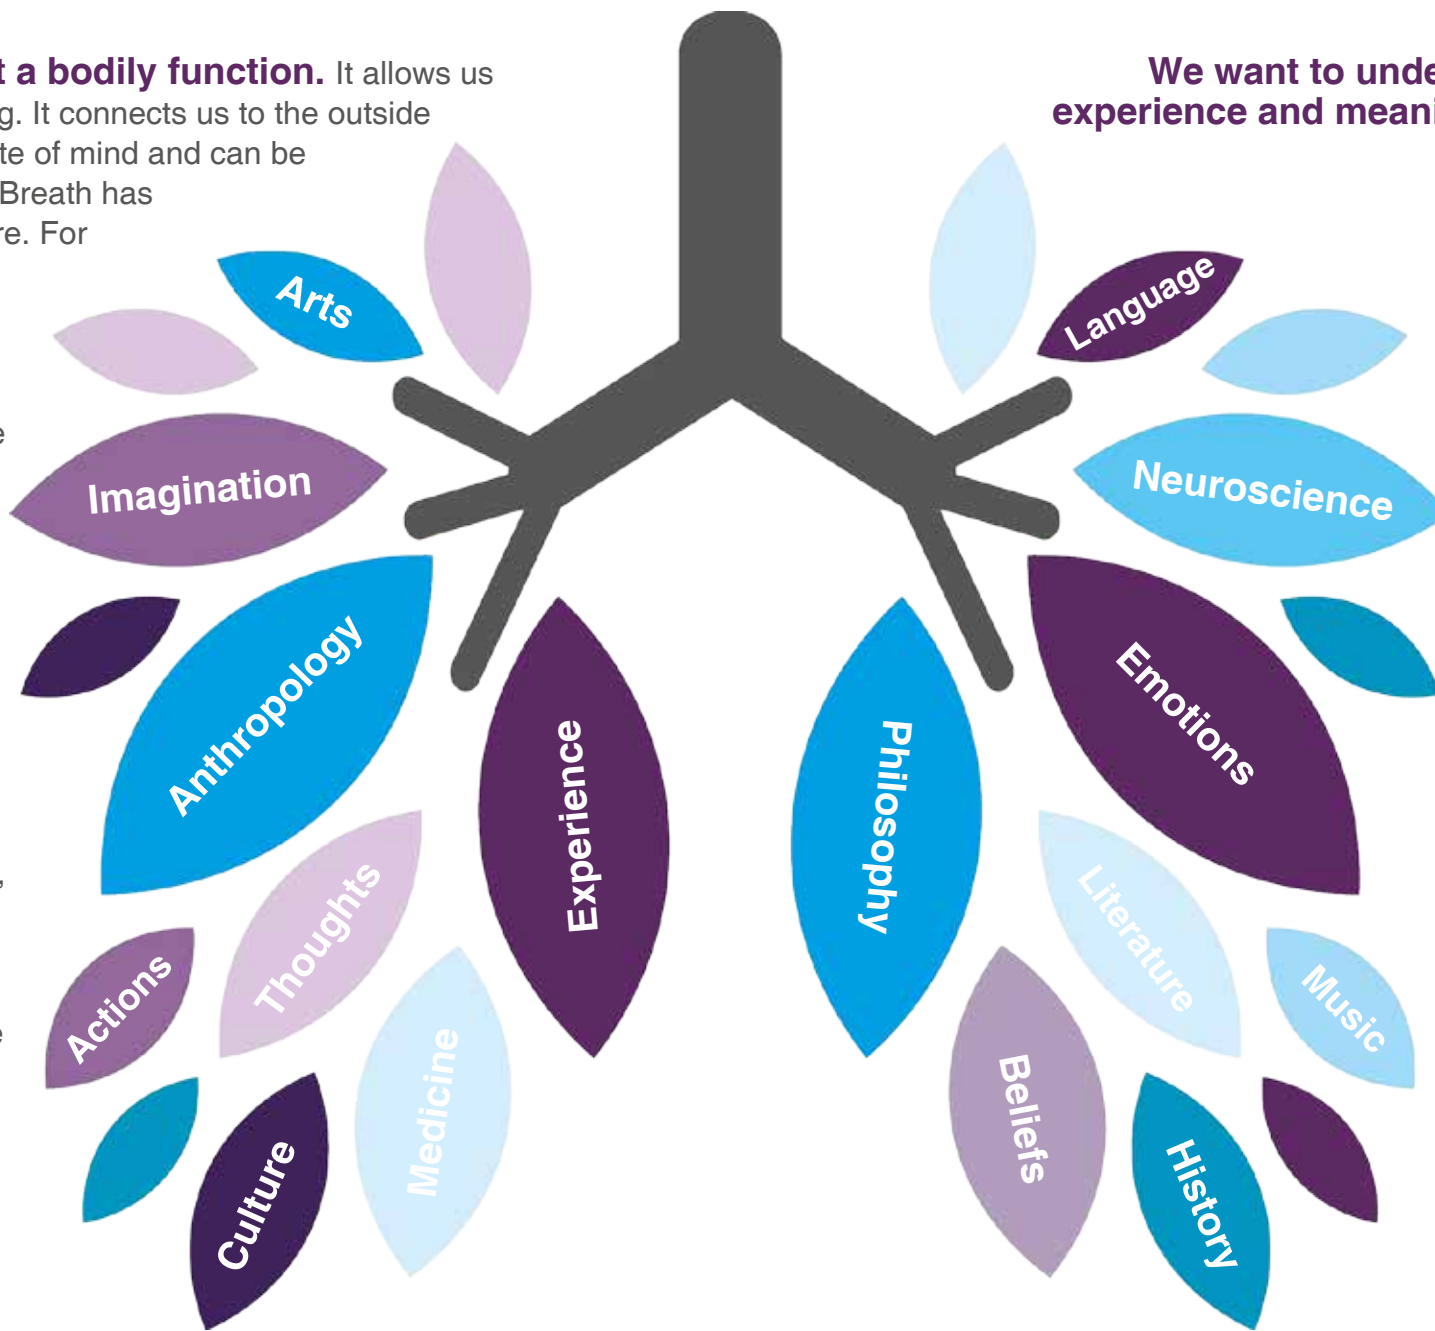 t a bodily function. It allows us
g. It connects us to the outside
te of mind and can be
Breath has
re. For
e
,
e
We want to unde
experience and meani
Arts
Imagination
Anthropology
Experience
Thoughts
Actions
Medicine
Culture
Language
Neuroscience
Emotions
Philosophy
Literature
Music
Beliefs
History